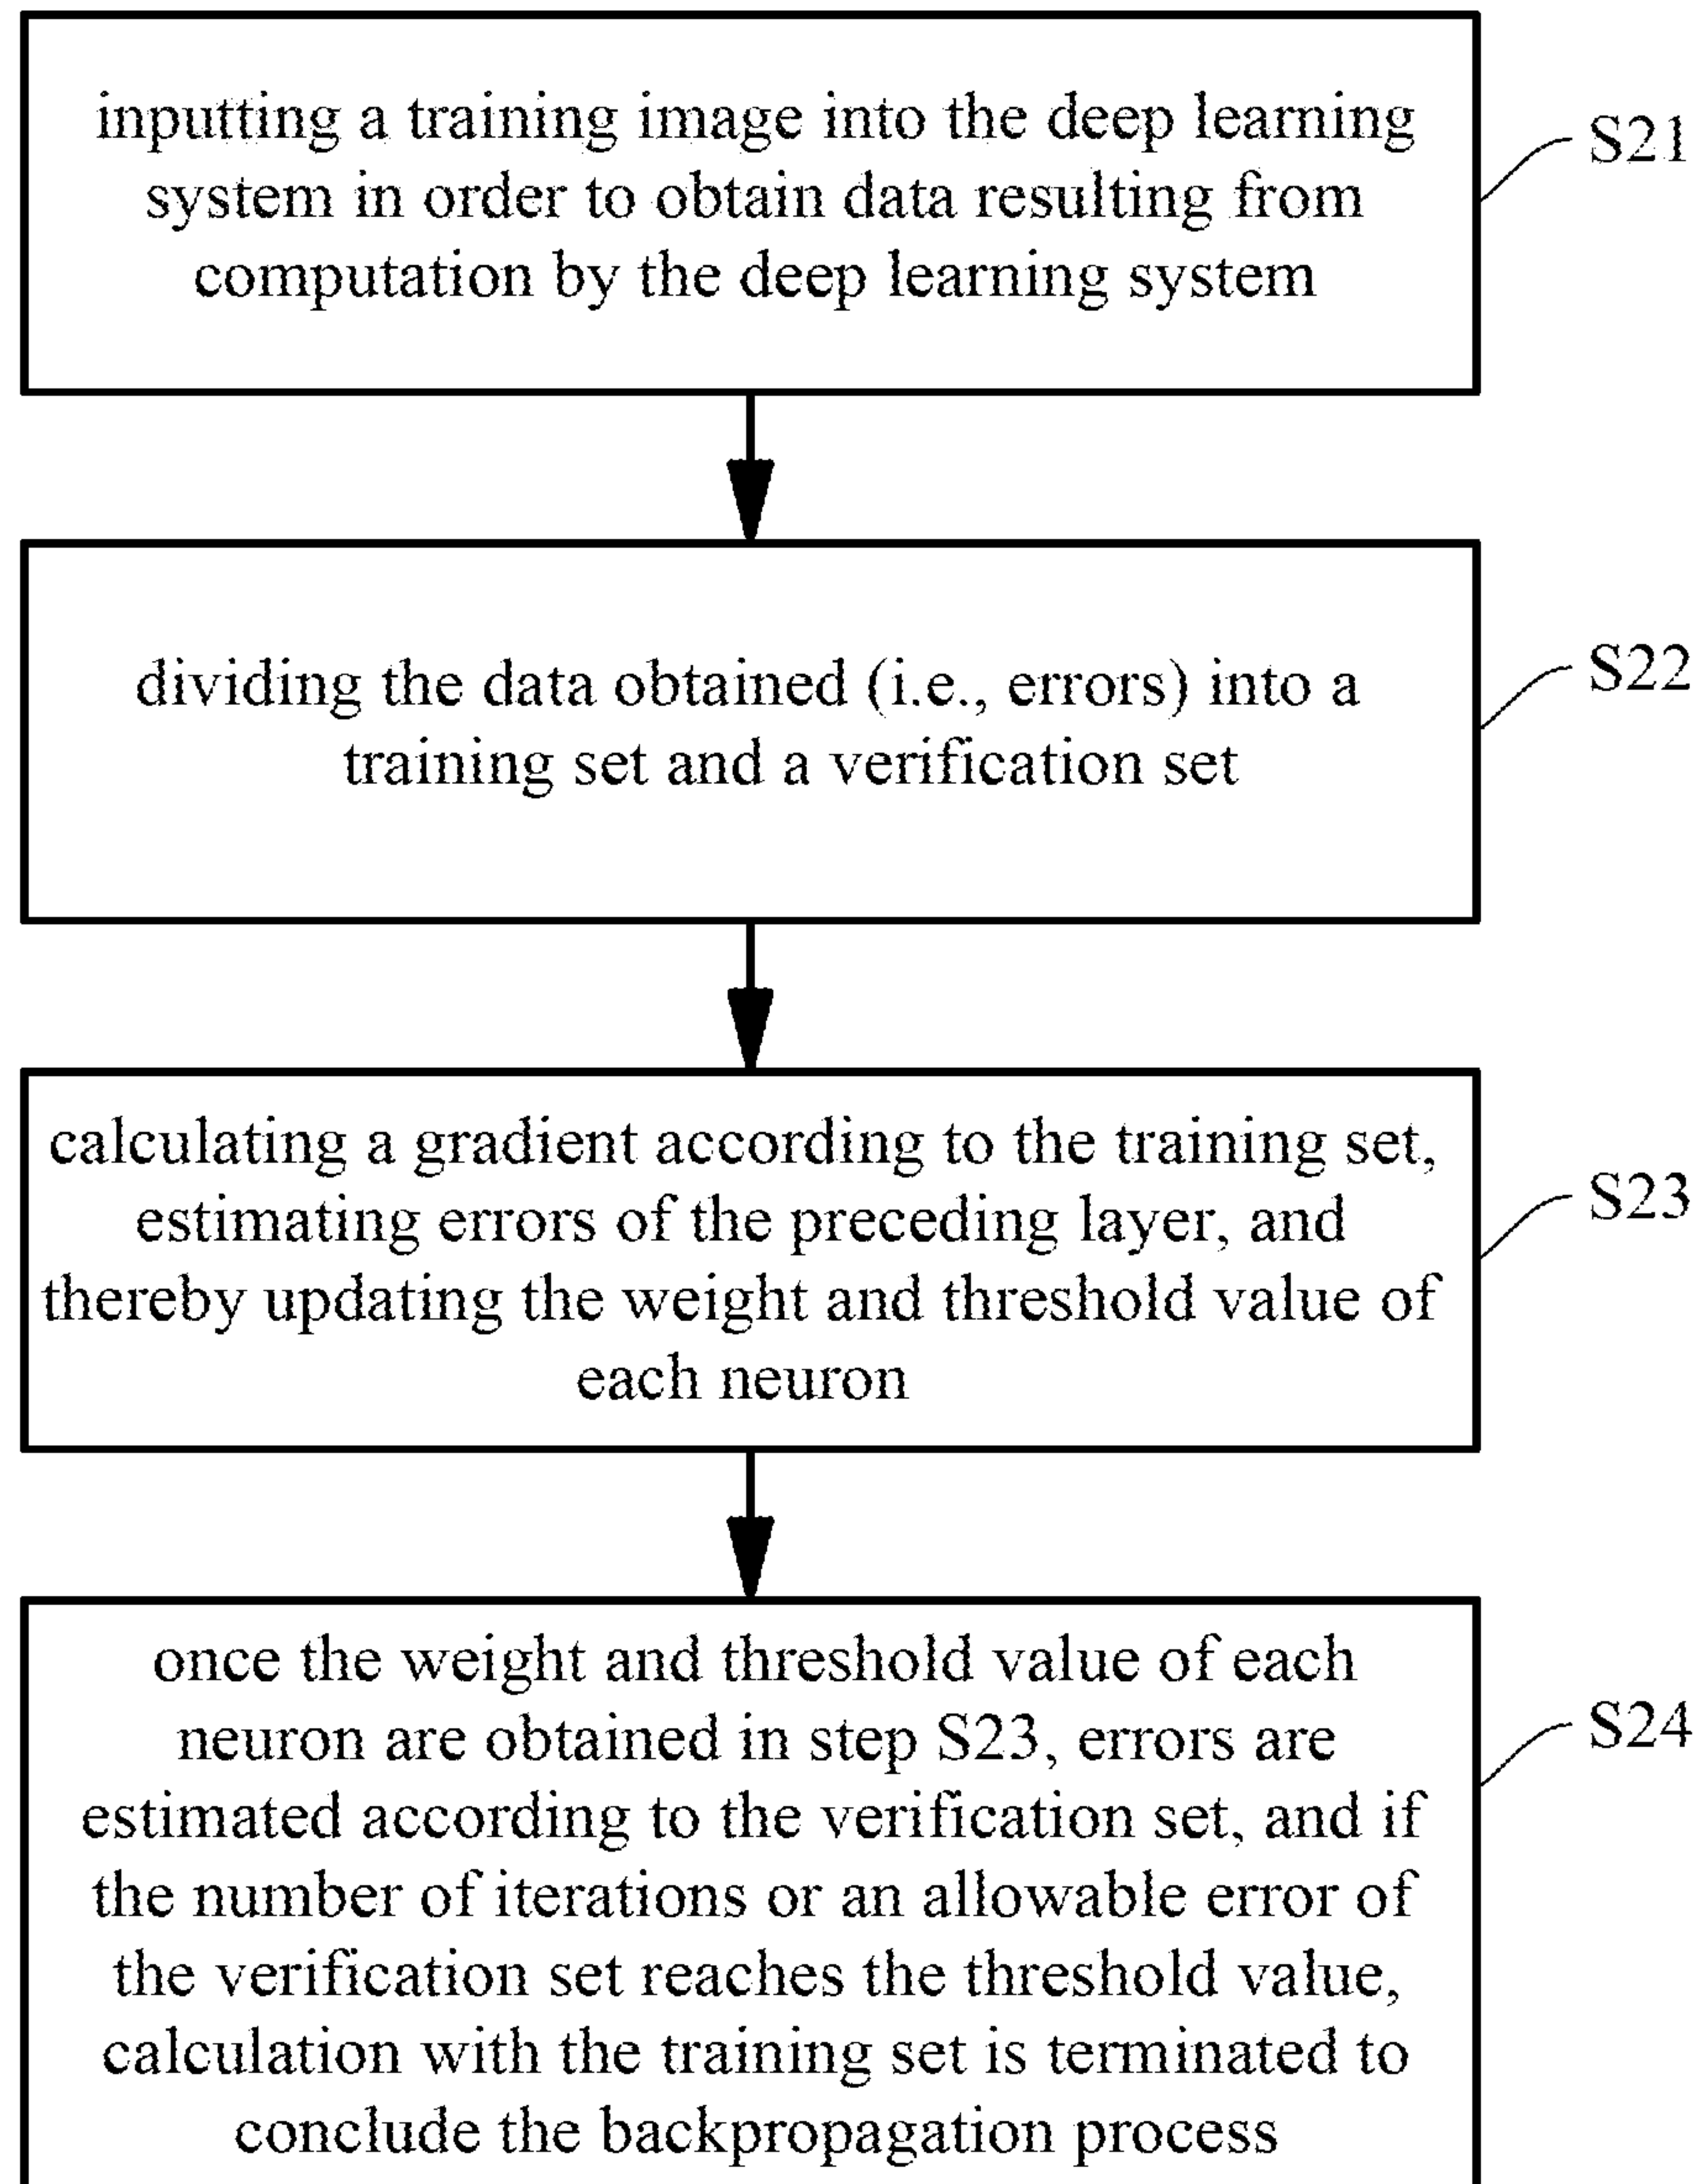 inputting a training image into the deep learning
system in order to obtain data resulting from
computation by the deep learning system
S21
dividing the data obtained (i.e., errors) into a
training set and a verification set
S22
calculating a gradient according to the training set,
estimating errors of the preceding layer, and
thereby updating the weight and threshold value of
each neuron
S23
once the weight and threshold value of each
neuron are obtained in step S23, errors are
estimated according to the verification set, and if
the number of iterations or an allowable error of
the verification set reaches the threshold value,
calculation with the training set is terminated to
conclude the backpropagation process
S24